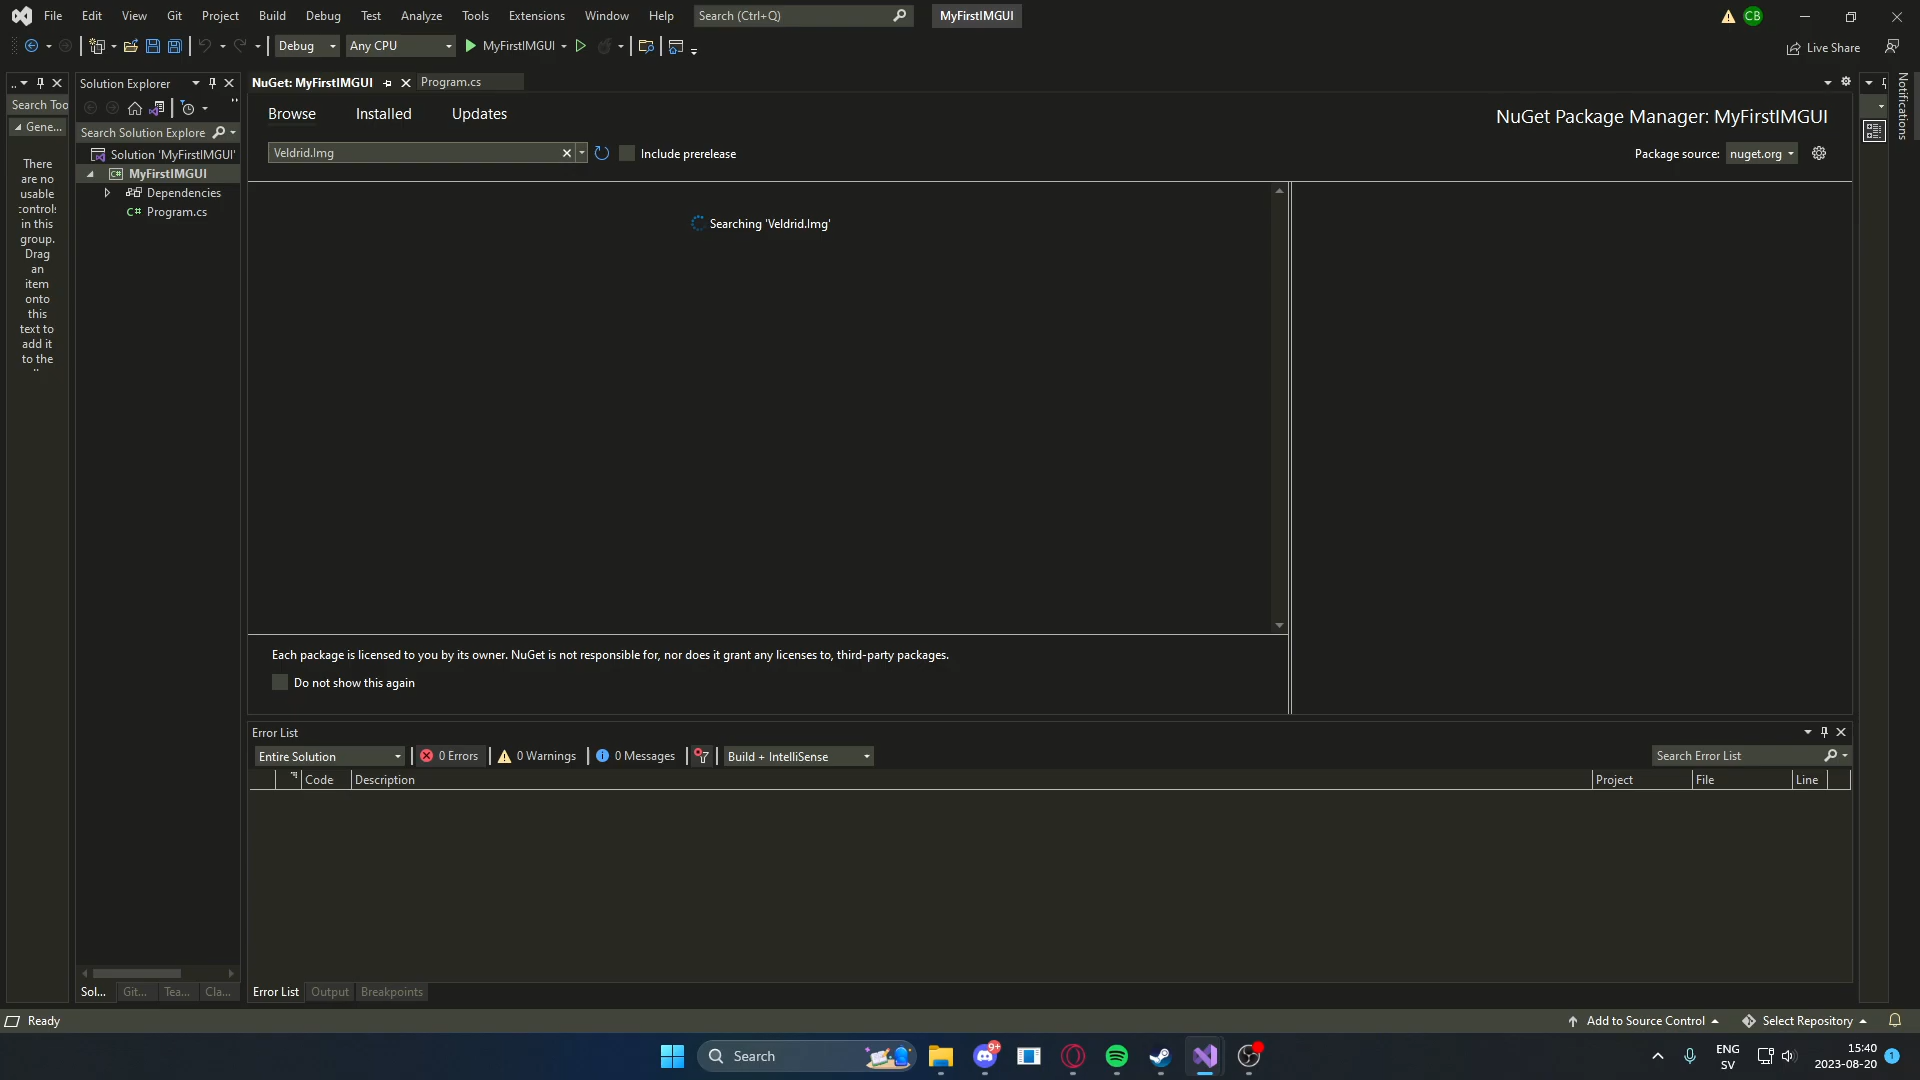 File Edit View Git Project Build Debug Test Analyze Tools Extensions Window Help Search (Ctrl+Q) MyFirstIMGUI CB
Debug Any CPU MyFirstIMGUI Live Share
..
Search Too
Gene...
There
are no
usable
controls
in this
group.
Drag
an
item
onto
this
text to
add it
to the
Solution Explorer
Search Solution Explore
Solution 'MyFirstIMGUI'
C# MyFirstIMGUI
Dependencies
C# Program.cs
Sol... Git... Tea... Cla...
NuGet: MyFirstIMGUI Program.cs
Browse Installed Updates
NuGet Package Manager: MyFirstIMGUI
Veldrid.Img Include prerelease
Package source: nuget.org
Searching 'Veldrid.Img'
Each package is licensed to you by its owner. NuGet is not responsible for, nor does it grant any licenses to, third-party packages.
Do not show this again
Error List
Entire Solution 0 Errors 0 Warnings 0 Messages Build + IntelliSense Search Error List
Code Description Project File Line
Error List Output Breakpoints
Notifications
Ready Add to Source Control Select Repository
Search 9+
ENG
SV
15:40
2023-08-20
1